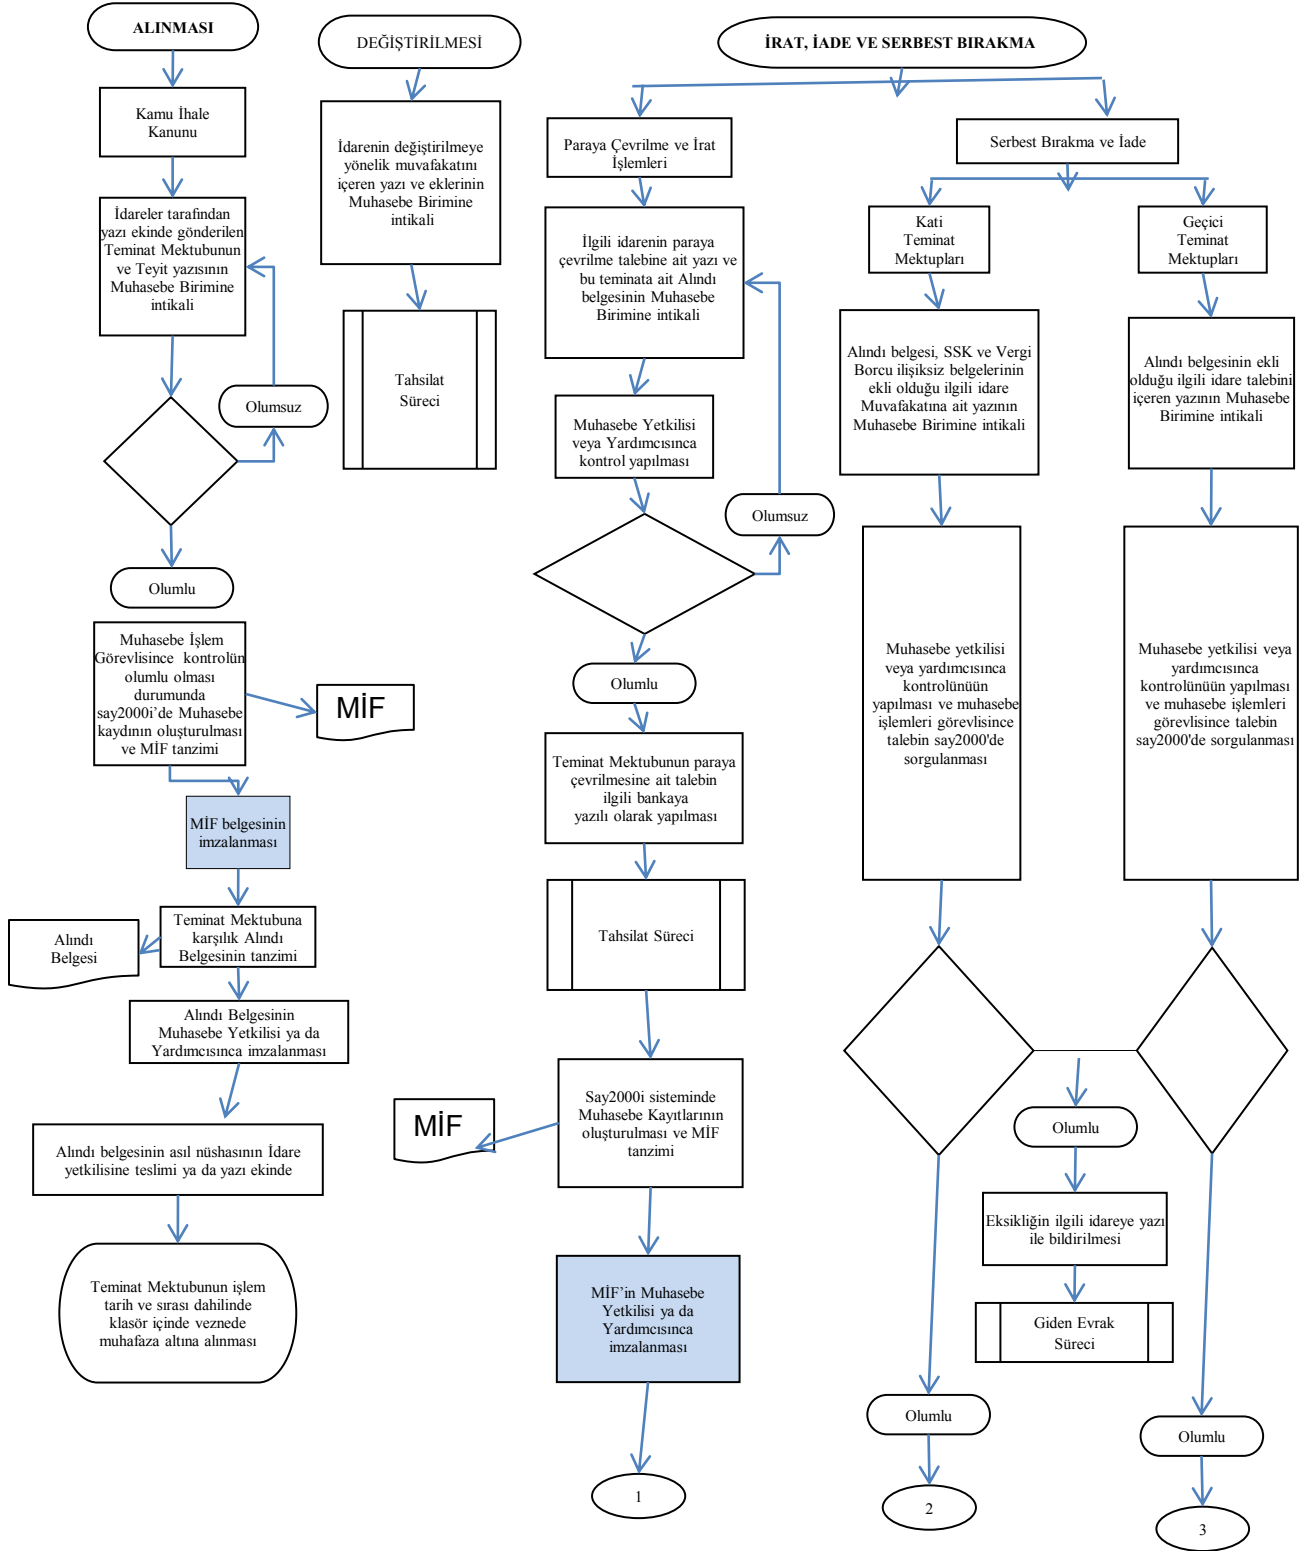 ALINMASI
Kamu İhale
Kanunu
İdareler tarafından
yazı ekinde gönderilen
Teminat Mektubunun
ve Teyit yazısının
Muhasebe Birimine
intikali
Olumsuz
Olumlu
Muhasebe İşlem
Görevlisince kontrolün
olumlu olması
durumunda
say2000i’de Muhasebe
kaydının oluşturulması
ve MİF tanzimi
MİF
MİF belgesinin
imzalanması
Teminat Mektubuna
karşılık Alındı
Belgesinin tanzimi
Alındı
Belgesi
Alındı Belgesinin
Muhasebe Yetkilisi ya da
Yardımcısınca imzalanması
Alındı belgesinin asıl nüshasının İdare
yetkilisine teslimi ya da yazı ekinde
Teminat Mektubunun işlem
tarih ve sırası dahilinde
klasör içinde veznede
muhafaza altına alınması
DEĞİŞTİRİLMESİ
İdarenin değiştirilmeye
yönelik muvafakatını
içeren yazı ve eklerinin
Muhasebe Birimine
intikali
Tahsilat
Süreci
İRAT, İADE VE SERBEST BIRAKMA
Paraya Çevrilme ve İrat
İşlemleri
İlgili idarenin paraya
çevrilme talebine ait yazı ve
bu teminata ait Alındı
belgesinin Muhasebe
Birimine intikali
Muhasebe Yetkilisi
veya Yardımcısınca
kontrol yapılması
Olumsuz
Olumlu
Teminat Mektubunun paraya
çevrilmesine ait talebin
ilgili bankaya
yazılı olarak yapılması
Tahsilat Süreci
Say2000i sisteminde
Muhasebe Kayıtlarının
oluşturulması ve MİF
tanzimi
MİF
MİF’in Muhasebe
Yetkilisi ya da
Yardımcısınca
imzalanması
1
Serbest Bırakma ve İade
Kati
Teminat
Mektupları
Alındı belgesi, SSK ve Vergi
Borcu ilişiksiz belgelerinin
ekli olduğu ilgili idare
Muvafakatına ait yazının
Muhasebe Birimine intikali
Muhasebe yetkilisi
veya yardımcısınca
kontrolünüün
yapılması ve muhasebe
işlemleri görevlisince
talebin say2000'de
sorgulanması
Olumlu
2
Geçici
Teminat
Mektupları
Alındı belgesinin ekli
olduğu ilgili idare talebini
içeren yazının Muhasebe
Birimine intikali
Muhasebe yetkilisi veya
yardımcısınca
kontrolünüün yapılması
ve muhasebe işlemleri
görevlisince talebin
say2000'de sorgulanması
Olumlu
Eksikliğin ilgili idareye yazı
ile bildirilmesi
Giden Evrak
Süreci
Olumlu
3